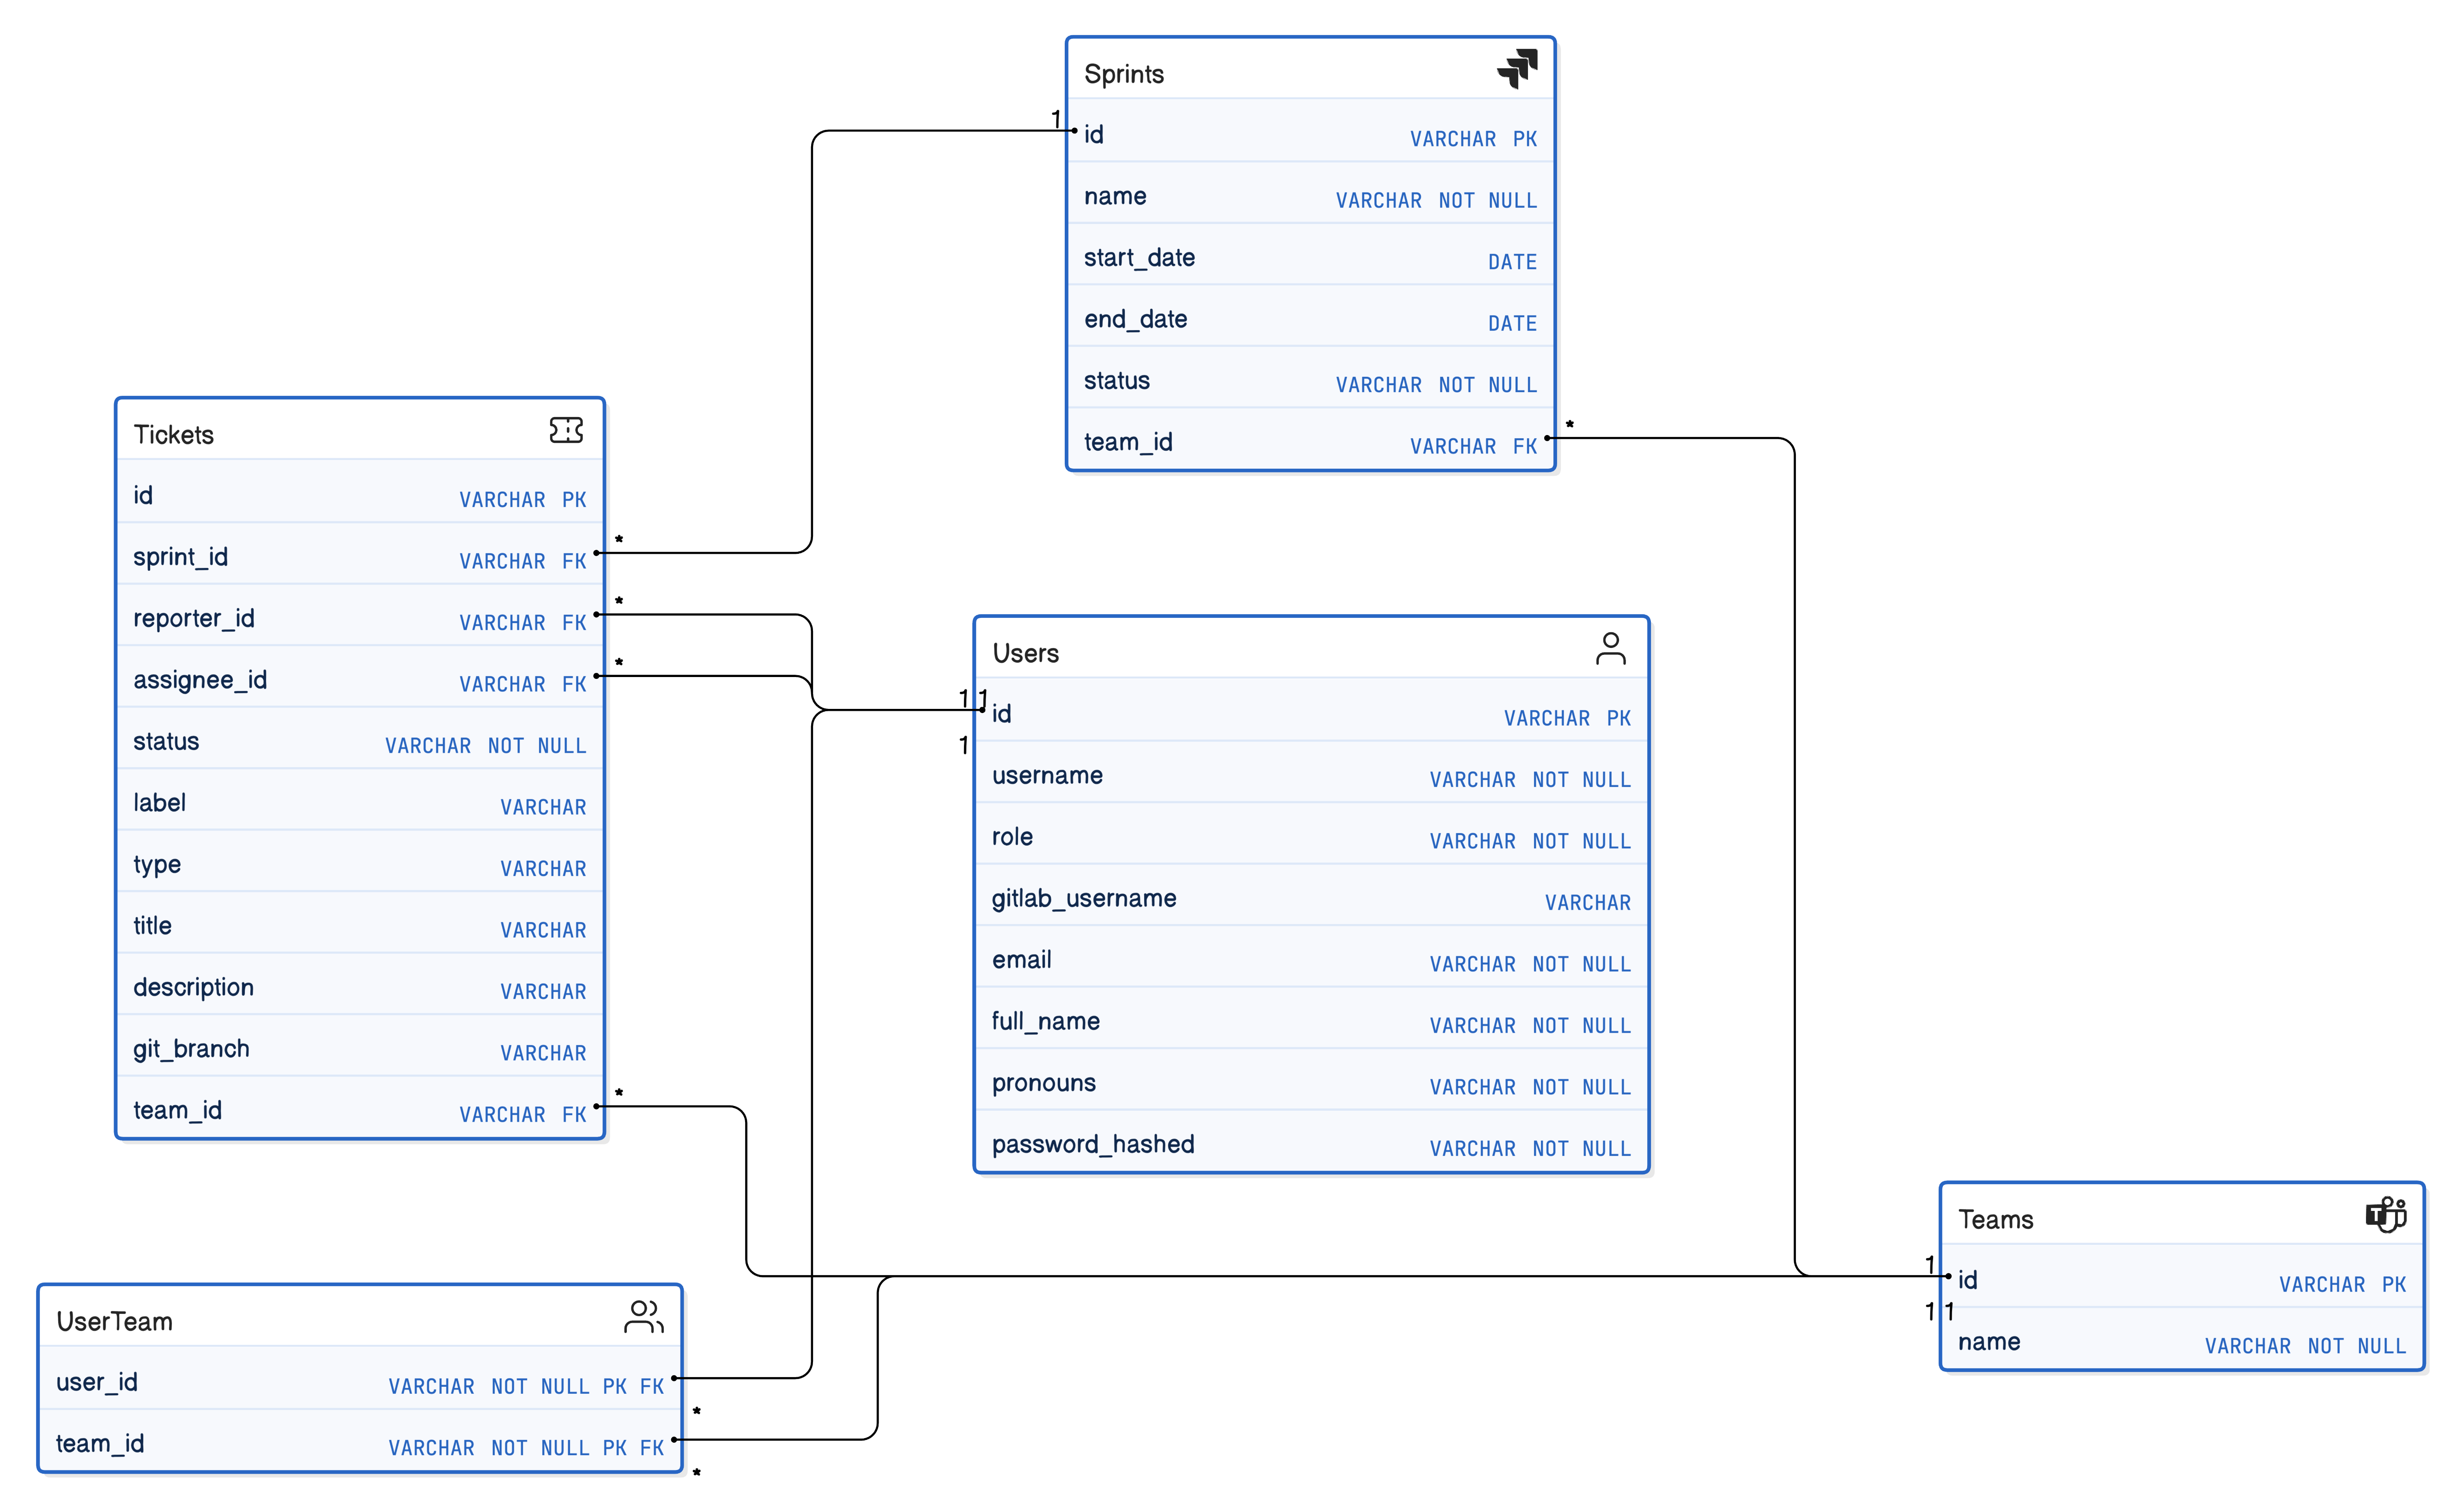 Sprints
1
id VARCHAR PK
name VARCHAR NOT NULL
start_date DATE
end_date DATE
status VARCHAR NOT NULL
team_id VARCHAR FK
*
Tickets
id VARCHAR PK
sprint_id VARCHAR FK
*
reporter_id VARCHAR FK
*
assignee_id VARCHAR FK
*
status VARCHAR NOT NULL
label VARCHAR
type VARCHAR
title VARCHAR
description VARCHAR
git_branch VARCHAR
team_id VARCHAR FK
*
Users
1 1
id VARCHAR PK
1
username VARCHAR NOT NULL
role VARCHAR NOT NULL
gitlab_username VARCHAR
email VARCHAR NOT NULL
full_name VARCHAR NOT NULL
pronouns VARCHAR NOT NULL
password_hashed VARCHAR NOT NULL
Teams
1
id VARCHAR PK
1 1
name VARCHAR NOT NULL
UserTeam
user_id VARCHAR NOT NULL PK FK
*
team_id VARCHAR NOT NULL PK FK
*